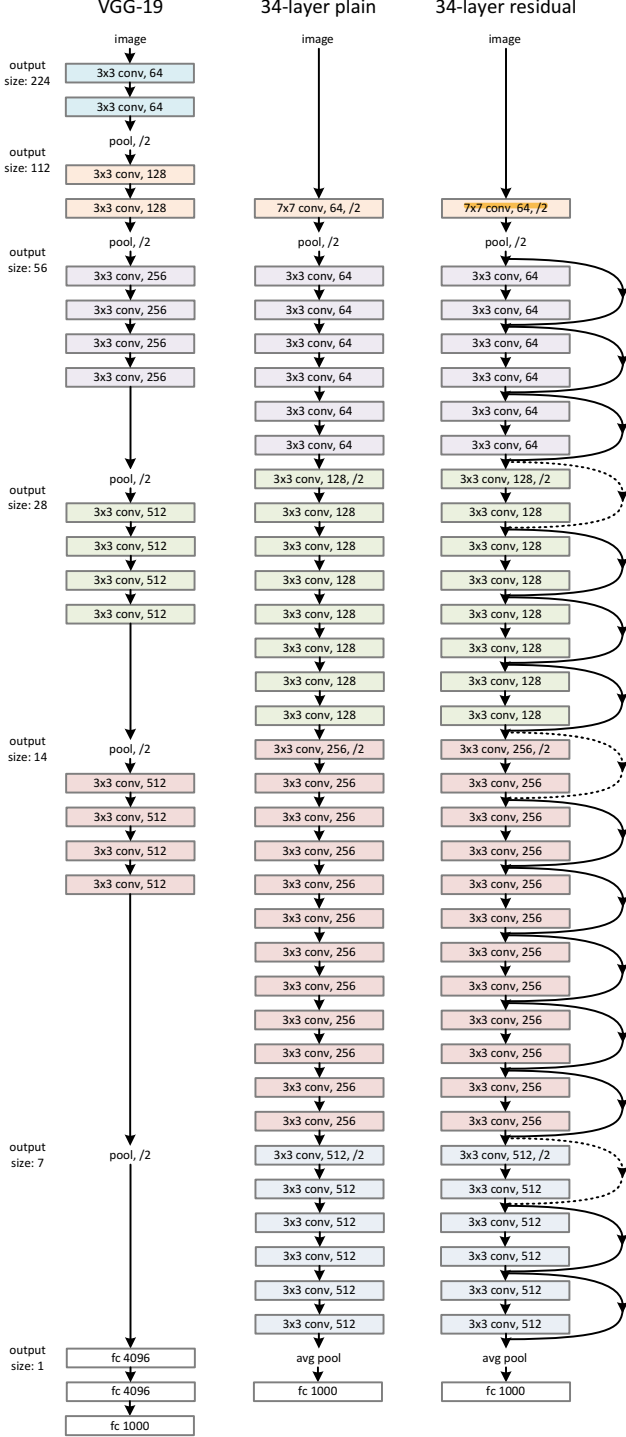 output
size: 224
output
size: 112
output
size: 56
output
size: 28
output
size: 14
output
size: 7
output
size: 1
VGG-19
image
3x3 conv, 64
3x3 conv, 64
pool, /2
3x3 conv, 128
3x3 conv, 128
pool, /2
3x3 conv, 256
3x3 conv, 256
3x3 conv, 256
3x3 conv, 256
pool, /2
3x3 conv, 512
3x3 conv, 512
3x3 conv, 512
3x3 conv, 512
pool, /2
3x3 conv, 512
3x3 conv, 512
3x3 conv, 512
3x3 conv, 512
pool, /2
fc 4096
fc 4096
fc 1000
34-layer plain
image
7x7 conv, 64, /2
pool, /2
3x3 conv, 64
3x3 conv, 64
3x3 conv, 64
3x3 conv, 64
3x3 conv, 64
3x3 conv, 64
3x3 conv, 128, /2
3x3 conv, 128
3x3 conv, 128
3x3 conv, 128
3x3 conv, 128
3x3 conv, 128
3x3 conv, 128
3x3 conv, 128
3x3 conv, 256, /2
3x3 conv, 256
3x3 conv, 256
3x3 conv, 256
3x3 conv, 256
3x3 conv, 256
3x3 conv, 256
3x3 conv, 256
3x3 conv, 256
3x3 conv, 256
3x3 conv, 256
3x3 conv, 256
3x3 conv, 512, /2
3x3 conv, 512
3x3 conv, 512
3x3 conv, 512
3x3 conv, 512
3x3 conv, 512
avg pool
fc 1000
34-layer residual
image
7x7 conv, 64, /2
pool, /2
3x3 conv, 64
3x3 conv, 64
3x3 conv, 64
3x3 conv, 64
3x3 conv, 64
3x3 conv, 64
3x3 conv, 128, /2
3x3 conv, 128
3x3 conv, 128
3x3 conv, 128
3x3 conv, 128
3x3 conv, 128
3x3 conv, 128
3x3 conv, 128
3x3 conv, 256, /2
3x3 conv, 256
3x3 conv, 256
3x3 conv, 256
3x3 conv, 256
3x3 conv, 256
3x3 conv, 256
3x3 conv, 256
3x3 conv, 256
3x3 conv, 256
3x3 conv, 256
3x3 conv, 256
3x3 conv, 512, /2
3x3 conv, 512
3x3 conv, 512
3x3 conv, 512
3x3 conv, 512
3x3 conv, 512
avg pool
fc 1000